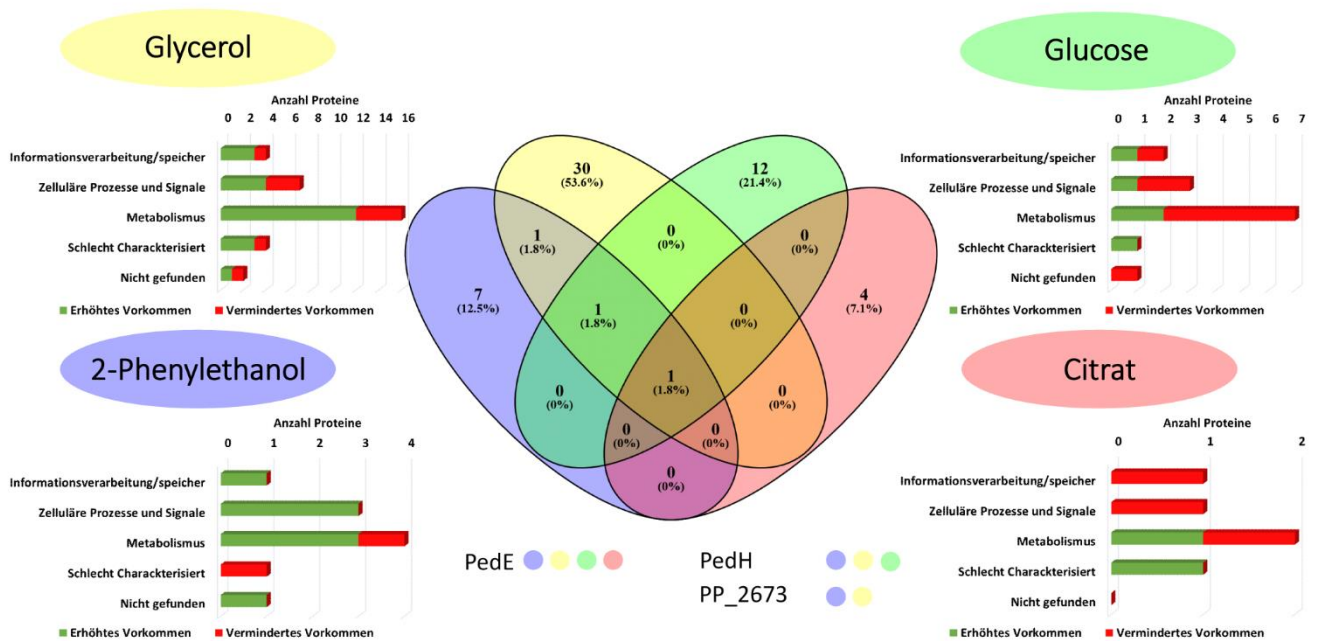 Glycerol
Anzahl Proteine
0 2 4 6 8 10 12 14 16
Informationsverarbeitung/speicher
Zelluläre Prozesse und Signale
Metabolismus
Schlecht Charackterisiert
Nicht gefunden
Erhöhtes Vorkommen Vermindertes Vorkommen
2-Phenylethanol
Anzahl Proteine
0 1 2 3 4
Informationsverarbeitung/speicher
Zelluläre Prozesse und Signale
Metabolismus
Schlecht Charackterisiert
Nicht gefunden
Erhöhtes Vorkommen Vermindertes Vorkommen
30
(53.6%)
12
(21.4%)
1
(1.8%)
0
(0%)
0
(0%)
7
(12.5%)
4
(7.1%)
1
(1.8%)
0
(0%)
1
(1.8%)
0
(0%)
0
(0%)
0
(0%)
0
(0%)
0
(0%)
PedE
PedH
PP_2673
Glucose
Anzahl Proteine
0 1 2 3 4 5 6 7
Informationsverarbeitung/speicher
Zelluläre Prozesse und Signale
Metabolismus
Schlecht Charackterisiert
Nicht gefunden
Erhöhtes Vorkommen Vermindertes Vorkommen
Citrat
Anzahl Proteine
0 1 2
Informationsverarbeitung/speicher
Zelluläre Prozesse und Signale
Metabolismus
Schlecht Charackterisiert
Nicht gefunden
Erhöhtes Vorkommen Vermindertes Vorkommen